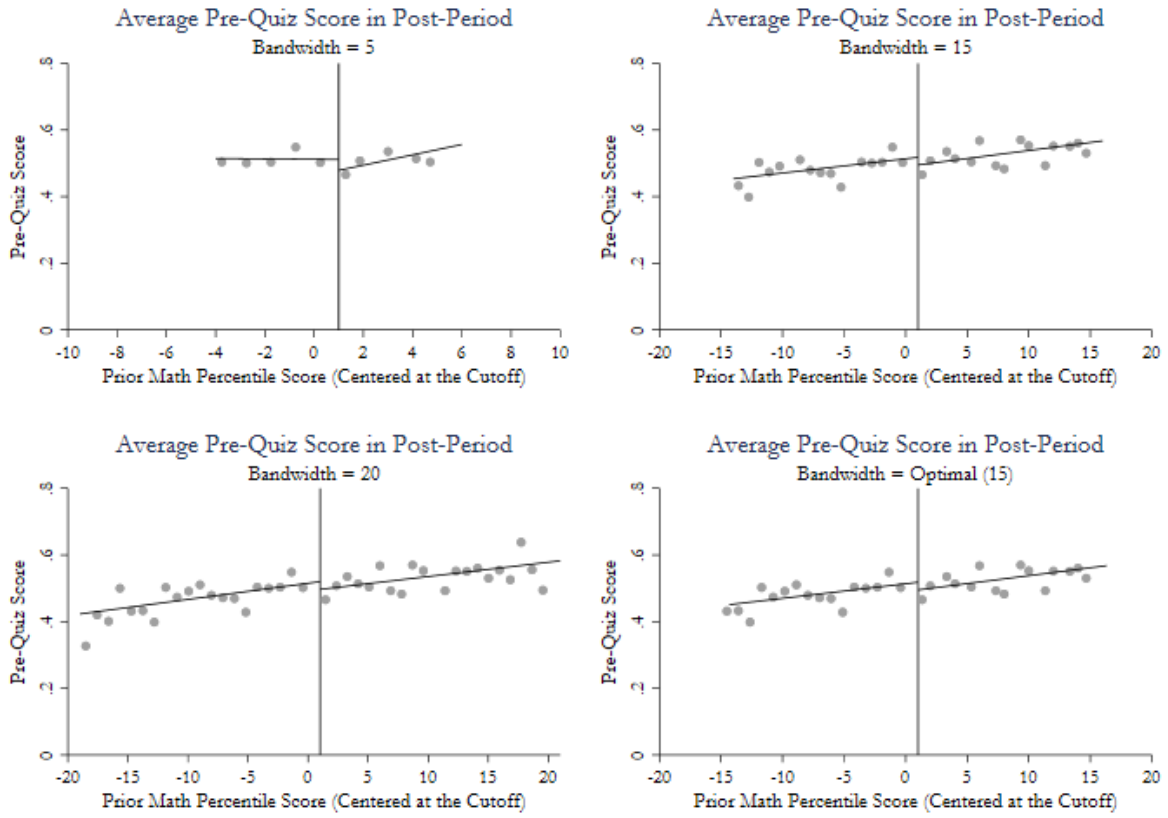 Average Pre-Quiz Score in Post-Period
Bandwidth = 5
Pre-Quiz Score
.8
.6
.4
.2
0
-10 -8 -6 -4 -2 0 2 4 6 8 10
Prior Math Percentile Score (Centered at the Cutoff)
Average Pre-Quiz Score in Post-Period
Bandwidth = 15
Pre-Quiz Score
.8
.6
.4
.2
0
-20 -15 -10 -5 0 5 10 15 20
Prior Math Percentile Score (Centered at the Cutoff)
Average Pre-Quiz Score in Post-Period
Bandwidth = 20
Pre-Quiz Score
.8
.6
.4
.2
0
-20 -15 -10 -5 0 5 10 15 20
Prior Math Percentile Score (Centered at the Cutoff)
Average Pre-Quiz Score in Post-Period
Bandwidth = Optimal (15)
Pre-Quiz Score
.8
.6
.4
.2
0
-20 -15 -10 -5 0 5 10 15 20
Prior Math Percentile Score (Centered at the Cutoff)